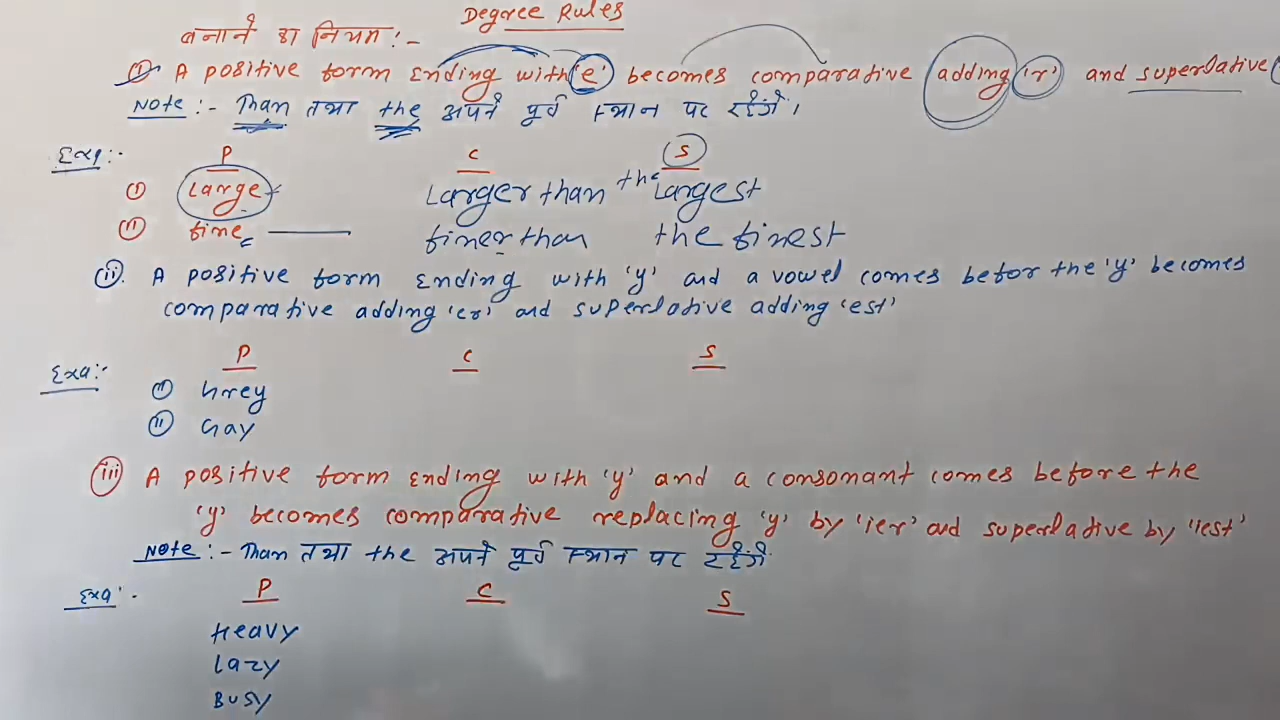 Degree Rules
बनाने का नियम :-
(i) A positive form Ending with 'e' becomes comparative adding 'r' and superlative
Note :- Than तथा the अपने पूर्व स्थान पर रहेंगे।
Exa :- P C S
(i) Large Larger than the Largest
(ii) fine finer than the finest
(ii) A positive form Ending with 'y' and a vowel comes befor the 'y' becomes
comparative adding 'er' and superlative adding 'est'
Exa :- P C S
(i) Grey
(ii) Gay
(iii) A positive form Ending with 'y' and a consonant comes before the
'y' becomes comparative replacing 'y' by 'ier' and superlative by 'iest'
Note :- Than तथा the अपने पूर्व स्थान पर रहेंगे
Exa :- P C S
Heavy
Lazy
Busy